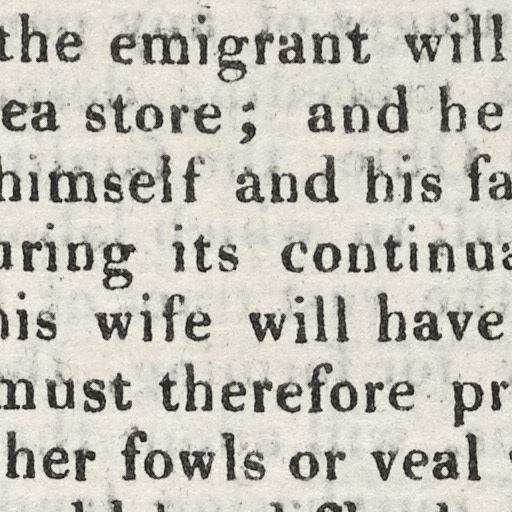 the emigrant will
ea store; and he
himself and his fa
uring its continua
his wife will have
must therefore pr
her fowls or veal